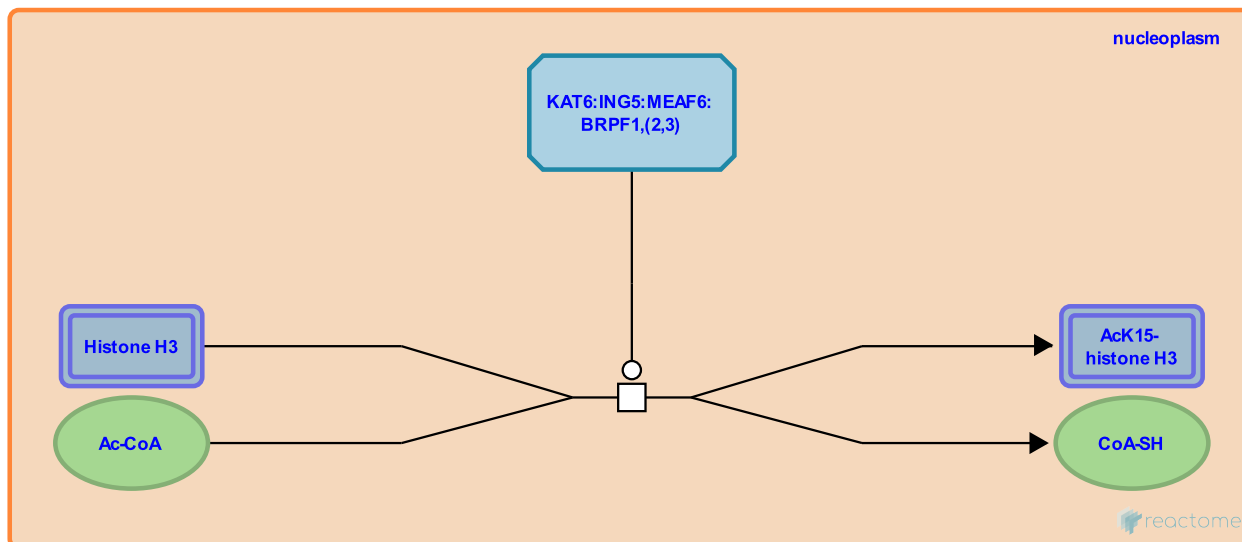 nucleoplasm
KAT6:ING5:MEAF6:
BRPF1,(2,3)
Histone H3
AcK15-
histone H3
Ac-CoA
CoA-SH
reactome